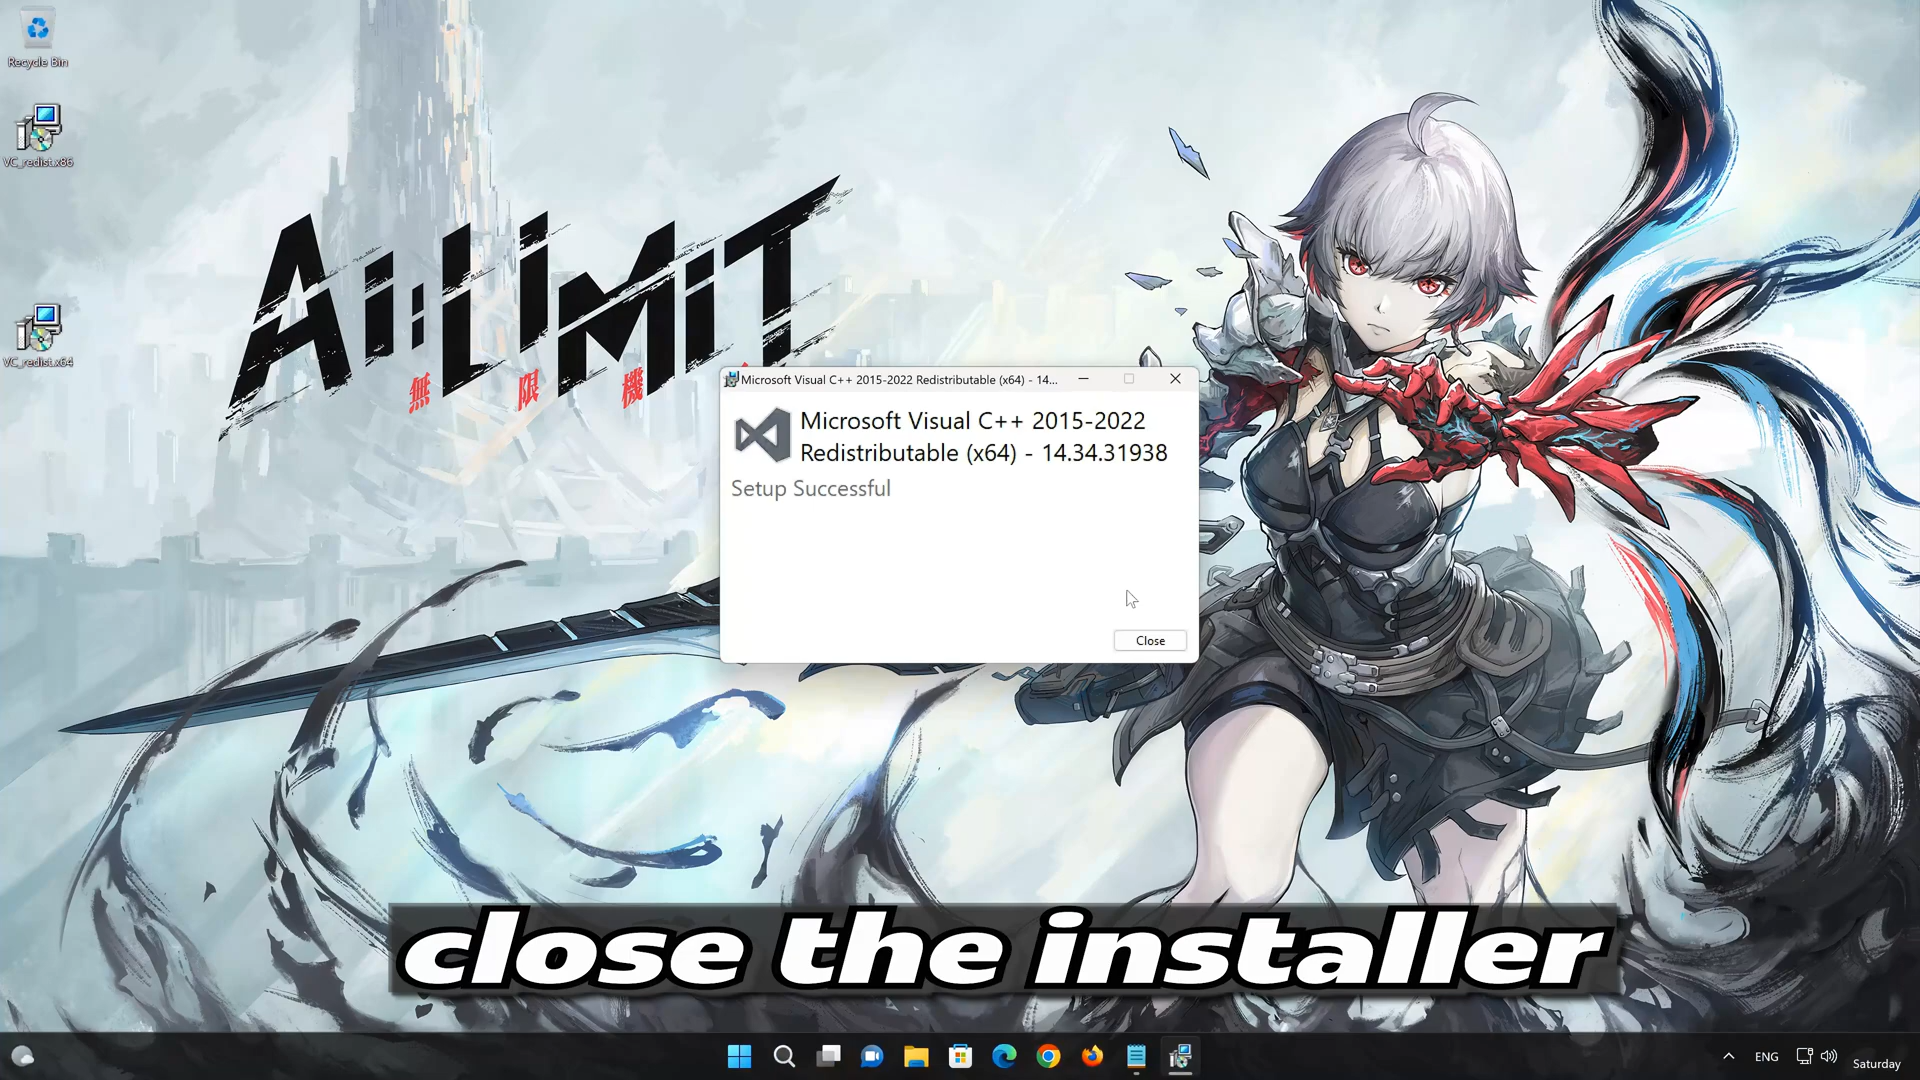 Recycle Bin
VC_redist.x86
VC_redist.x64
Ai:LiMiT
無 限 機
Microsoft Visual C++ 2015-2022 Redistributable (x64) - 14...
Microsoft Visual C++ 2015-2022
Redistributable (x64) - 14.34.31938
Setup Successful
Close
close the installer
ENG
Saturday